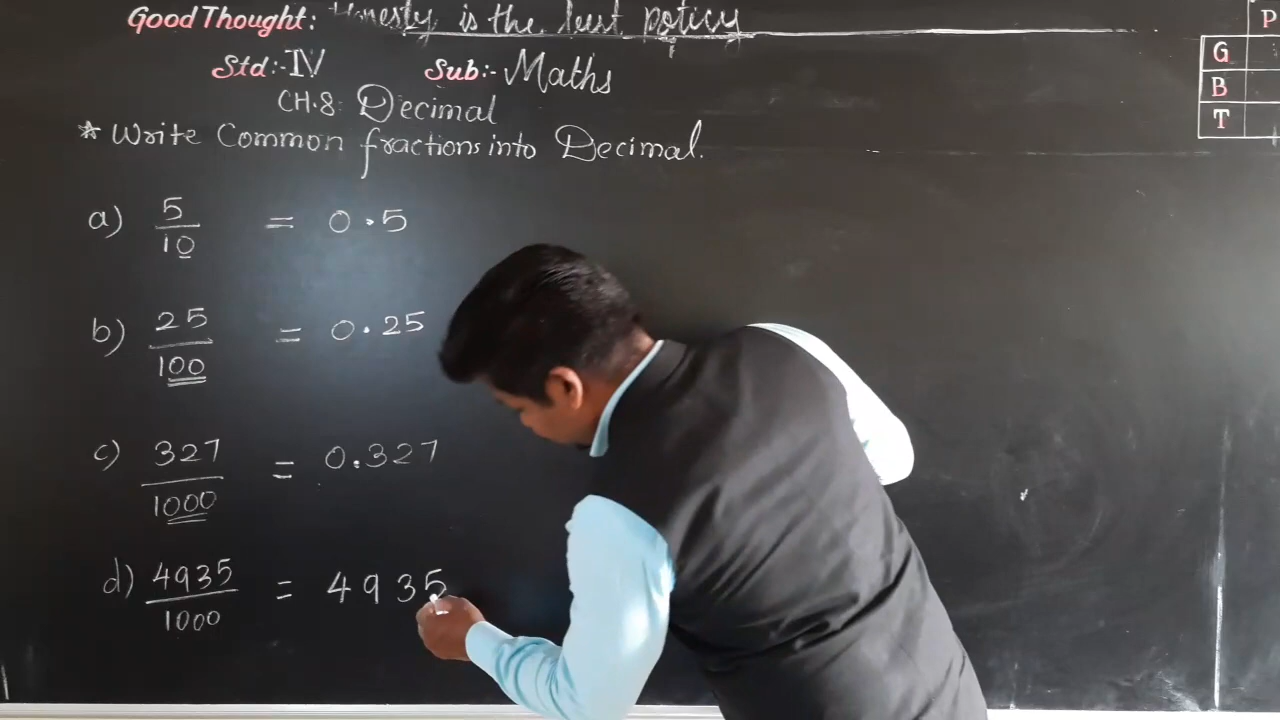 Good Thought: Honesty is the best policy
Std:- IV Sub:- Maths
CH.8: Decimal
* Write Common fractions into Decimal.
a) 5/10 = 0.5
b) 25/100 = 0.25
c) 327/1000 = 0.327
d) 4935/1000 = 4935
P
G
B
T